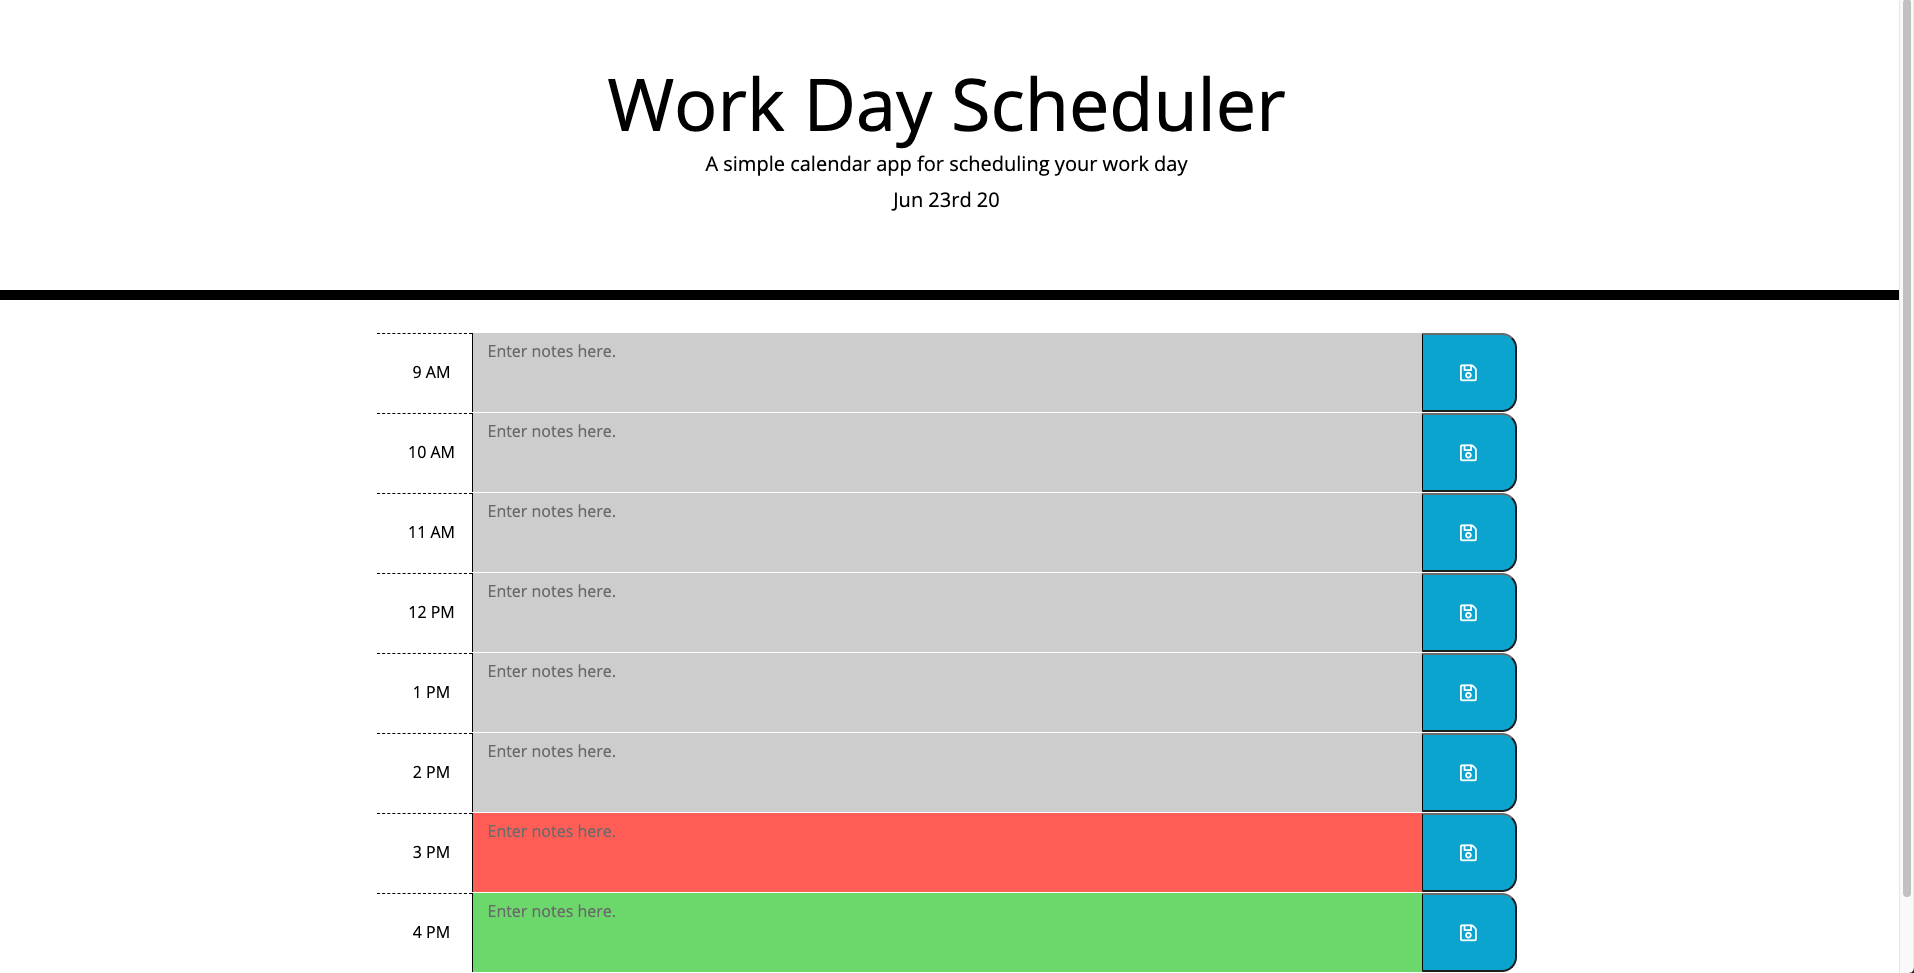 Work Day Scheduler
A simple calendar app for scheduling your work day
Jun 23rd 20
9 AM Enter notes here.
10 AM Enter notes here.
11 AM Enter notes here.
12 PM Enter notes here.
1 PM Enter notes here.
2 PM Enter notes here.
3 PM Enter notes here.
4 PM Enter notes here.